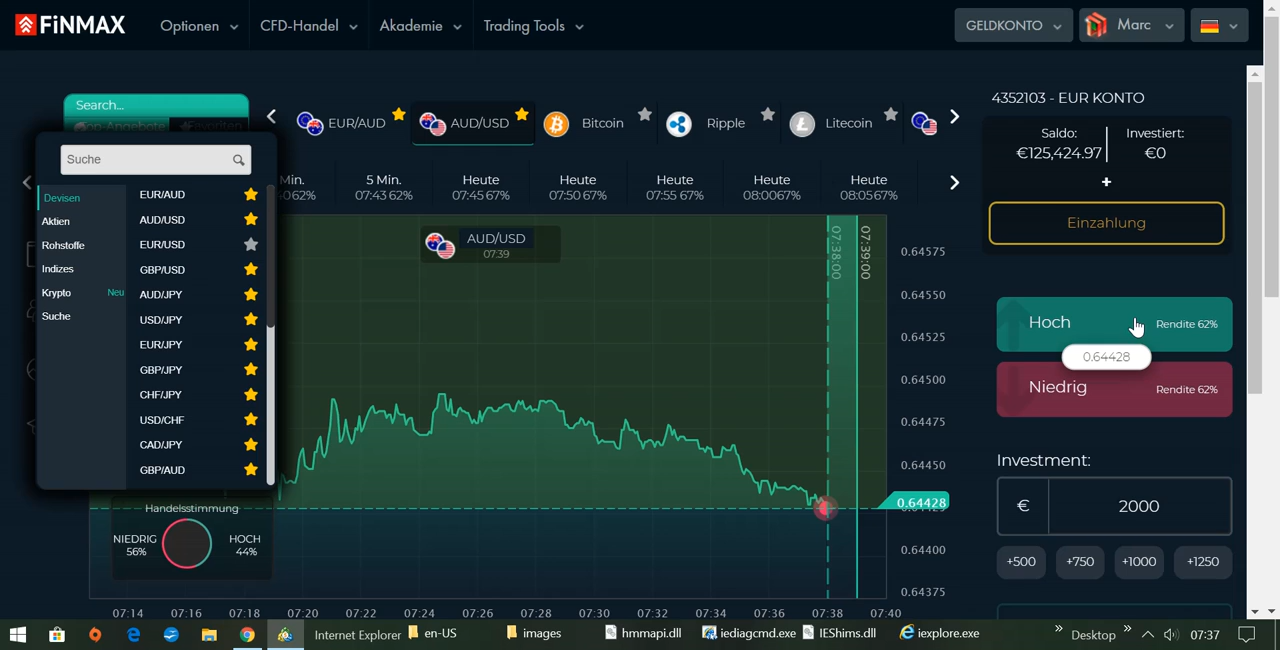 FiNMAX
Optionen
CFD-Handel
Akademie
Trading Tools
GELDKONTO
Marc
Search...
Top-Angebote
Favoriten
EUR/AUD
AUD/USD
Bitcoin
Ripple
Litecoin
4352103 - EUR KONTO
Saldo:
€125,424.97
Investiert:
€0
+
Einzahlung
Suche
Devisen
Aktien
Rohstoffe
Indizes
Krypto Neu
Suche
EUR/AUD
AUD/USD
EUR/USD
GBP/USD
AUD/JPY
USD/JPY
EUR/JPY
GBP/JPY
CHF/JPY
USD/CHF
CAD/JPY
GBP/AUD
Min.
62%
5 Min.
07:43 62%
Heute
07:45 67%
Heute
07:50 67%
Heute
07:55 67%
Heute
08:00 67%
Heute
08:05 67%
AUD/USD
07:39
07:38:00
07:39:00
0.64575
0.64550
0.64525
0.64500
0.64475
0.64450
0.64428
0.64400
0.64375
Handelsstimmung
NIEDRIG
56%
HOCH
44%
07:14 07:16 07:18 07:20 07:22 07:24 07:26 07:28 07:30 07:32 07:34 07:36 07:38 07:40
Hoch
Rendite 62%
0.64428
Niedrig
Rendite 62%
Investment:
€ 2000
+500 +750 +1000 +1250
Internet Explorer
en-US
images
hmmapi.dll
iediagcmd.exe
IEShims.dll
iexplore.exe
»
Desktop
»
07:37